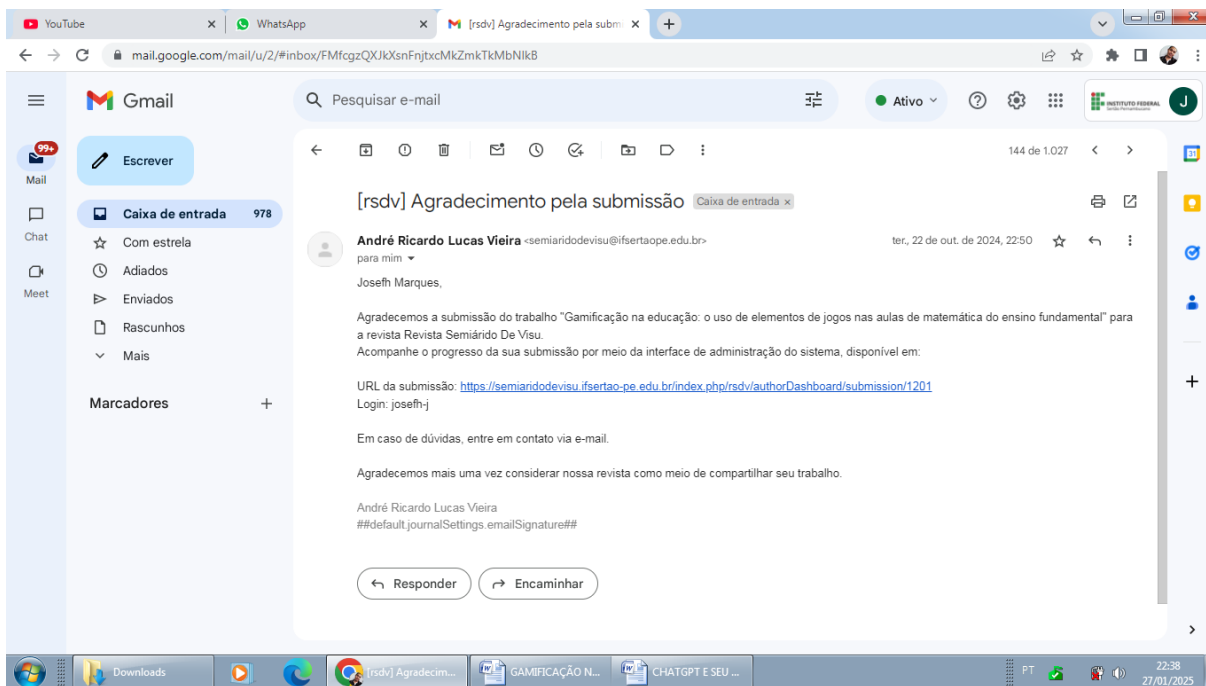 YouTube
WhatsApp
[rsdv] Agradecimento pela subm
mail.google.com/mail/u/2/#inbox/FMfcgzQXJkXsnFnjtxcMkZmkTkMbNlkB
Gmail
Pesquisar e-mail
Ativo
INSTITUTO FEDERAL
Sertão Pernambucano
J
99+
Mail
Chat
Meet
Escrever
Caixa de entrada 978
Com estrela
Adiados
Enviados
Rascunhos
Mais
Marcadores
144 de 1.027
31
[rsdv] Agradecimento pela submissão Caixa de entrada ×
André Ricardo Lucas Vieira <semiaridodevisu@ifsertaope.edu.br> ter., 22 de out. de 2024, 22:50
para mim
Josefh Marques,
Agradecemos a submissão do trabalho "Gamificação na educação: o uso de elementos de jogos nas aulas de matemática do ensino fundamental" para
a revista Revista Semiárido De Visu.
Acompanhe o progresso da sua submissão por meio da interface de administração do sistema, disponível em:
URL da submissão: https://semiaridodevisu.ifsertao-pe.edu.br/index.php/rsdv/authorDashboard/submission/1201
Login: josefh-j
Em caso de dúvidas, entre em contato via e-mail.
Agradecemos mais uma vez considerar nossa revista como meio de compartilhar seu trabalho.
André Ricardo Lucas Vieira
##default.journalSettings.emailSignature##
Responder
Encaminhar
Downloads
[rsdv] Agradecim...
GAMIFICAÇÃO N...
CHATGPT E SEU ...
PT
22:38
27/01/2025